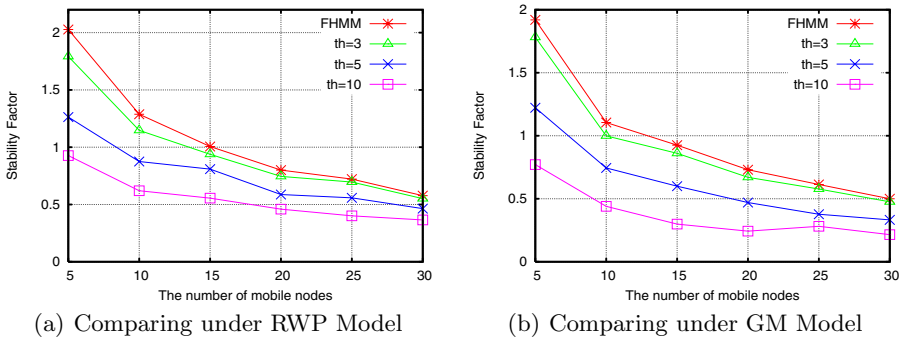 FHMM
th=3
th=5
th=10
2
1.5
1
0.5
0
Stability Factor
5 10 15 20 25 30
The number of mobile nodes
(a) Comparing under RWP Model
FHMM
th=3
th=5
th=10
2
1.5
1
0.5
0
Stability Factor
5 10 15 20 25 30
The number of mobile nodes
(b) Comparing under GM Model